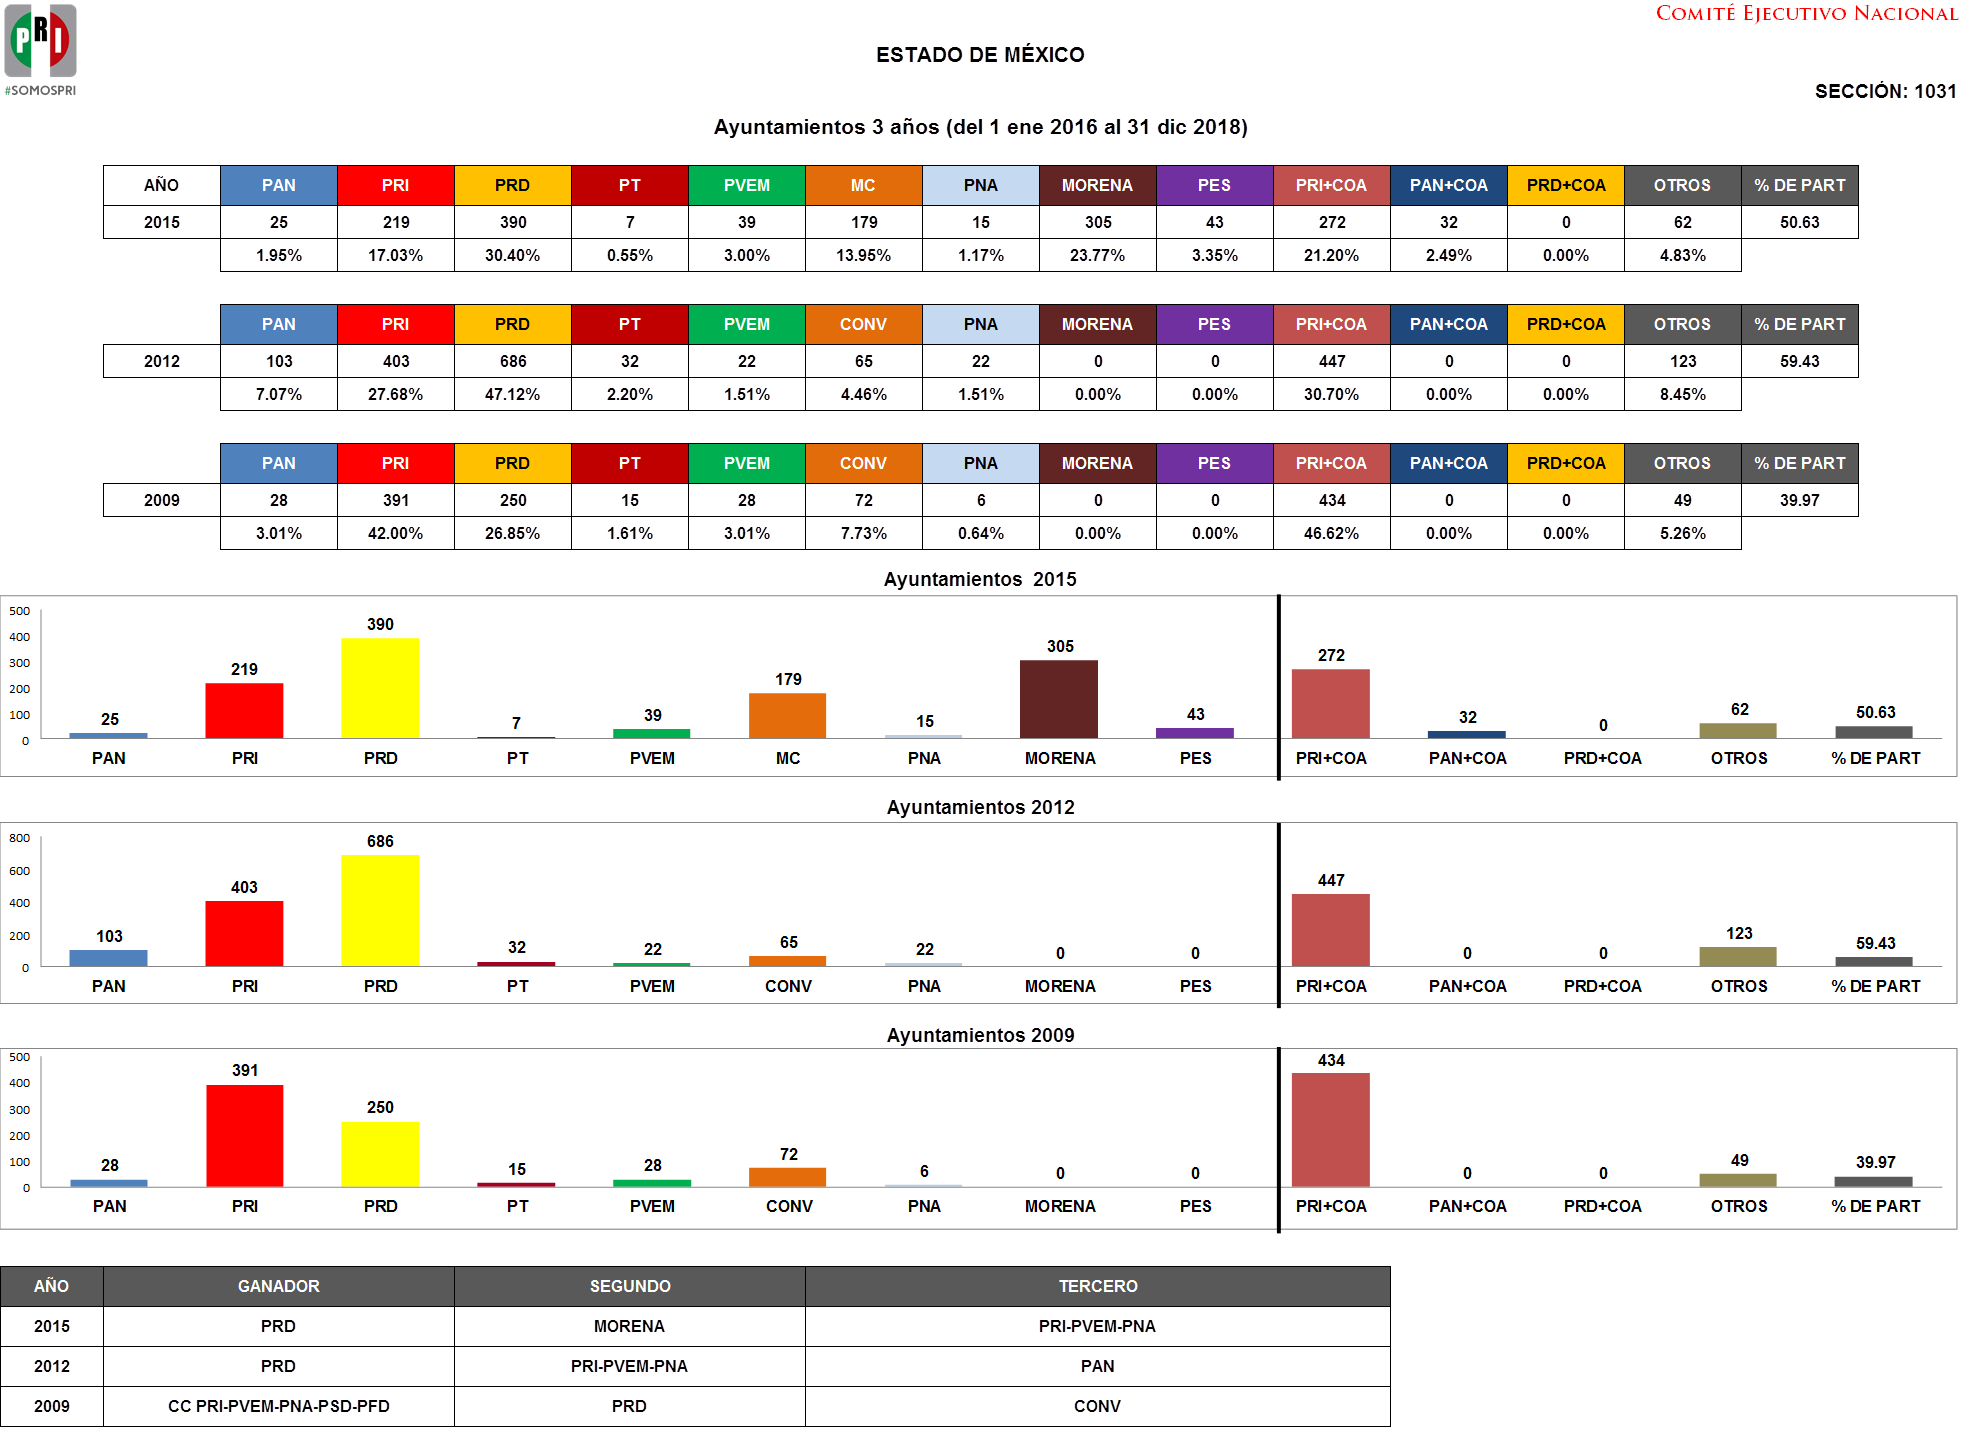 PRI
#SOMOSPRI
COMITÉ EJECUTIVO NACIONAL
ESTADO DE MÉXICO
SECCIÓN: 1031
Ayuntamientos 3 años (del 1 ene 2016 al 31 dic 2018)
AÑO PAN PRI PRD PT PVEM MC PNA MORENA PES PRI+COA PAN+COA PRD+COA OTROS % DE PART
2015 25 219 390 7 39 179 15 305 43 272 32 0 62 50.63
1.95% 17.03% 30.40% 0.55% 3.00% 13.95% 1.17% 23.77% 3.35% 21.20% 2.49% 0.00% 4.83%
PAN PRI PRD PT PVEM CONV PNA MORENA PES PRI+COA PAN+COA PRD+COA OTROS % DE PART
2012 103 403 686 32 22 65 22 0 0 447 0 0 123 59.43
7.07% 27.68% 47.12% 2.20% 1.51% 4.46% 1.51% 0.00% 0.00% 30.70% 0.00% 0.00% 8.45%
PAN PRI PRD PT PVEM CONV PNA MORENA PES PRI+COA PAN+COA PRD+COA OTROS % DE PART
2009 28 391 250 15 28 72 6 0 0 434 0 0 49 39.97
3.01% 42.00% 26.85% 1.61% 3.01% 7.73% 0.64% 0.00% 0.00% 46.62% 0.00% 0.00% 5.26%
Ayuntamientos 2015
500
400
300
200
100
0
25 219 390 7 39 179 15 305 43 272 32 0 62 50.63
PAN PRI PRD PT PVEM MC PNA MORENA PES PRI+COA PAN+COA PRD+COA OTROS % DE PART
Ayuntamientos 2012
800
600
400
200
0
103 403 686 32 22 65 22 0 0 447 0 0 123 59.43
PAN PRI PRD PT PVEM CONV PNA MORENA PES PRI+COA PAN+COA PRD+COA OTROS % DE PART
Ayuntamientos 2009
500
400
300
200
100
0
28 391 250 15 28 72 6 0 0 434 0 0 49 39.97
PAN PRI PRD PT PVEM CONV PNA MORENA PES PRI+COA PAN+COA PRD+COA OTROS % DE PART
AÑO GANADOR SEGUNDO TERCERO
2015 PRD MORENA PRI-PVEM-PNA
2012 PRD PRI-PVEM-PNA PAN
2009 CC PRI-PVEM-PNA-PSD-PFD PRD CONV